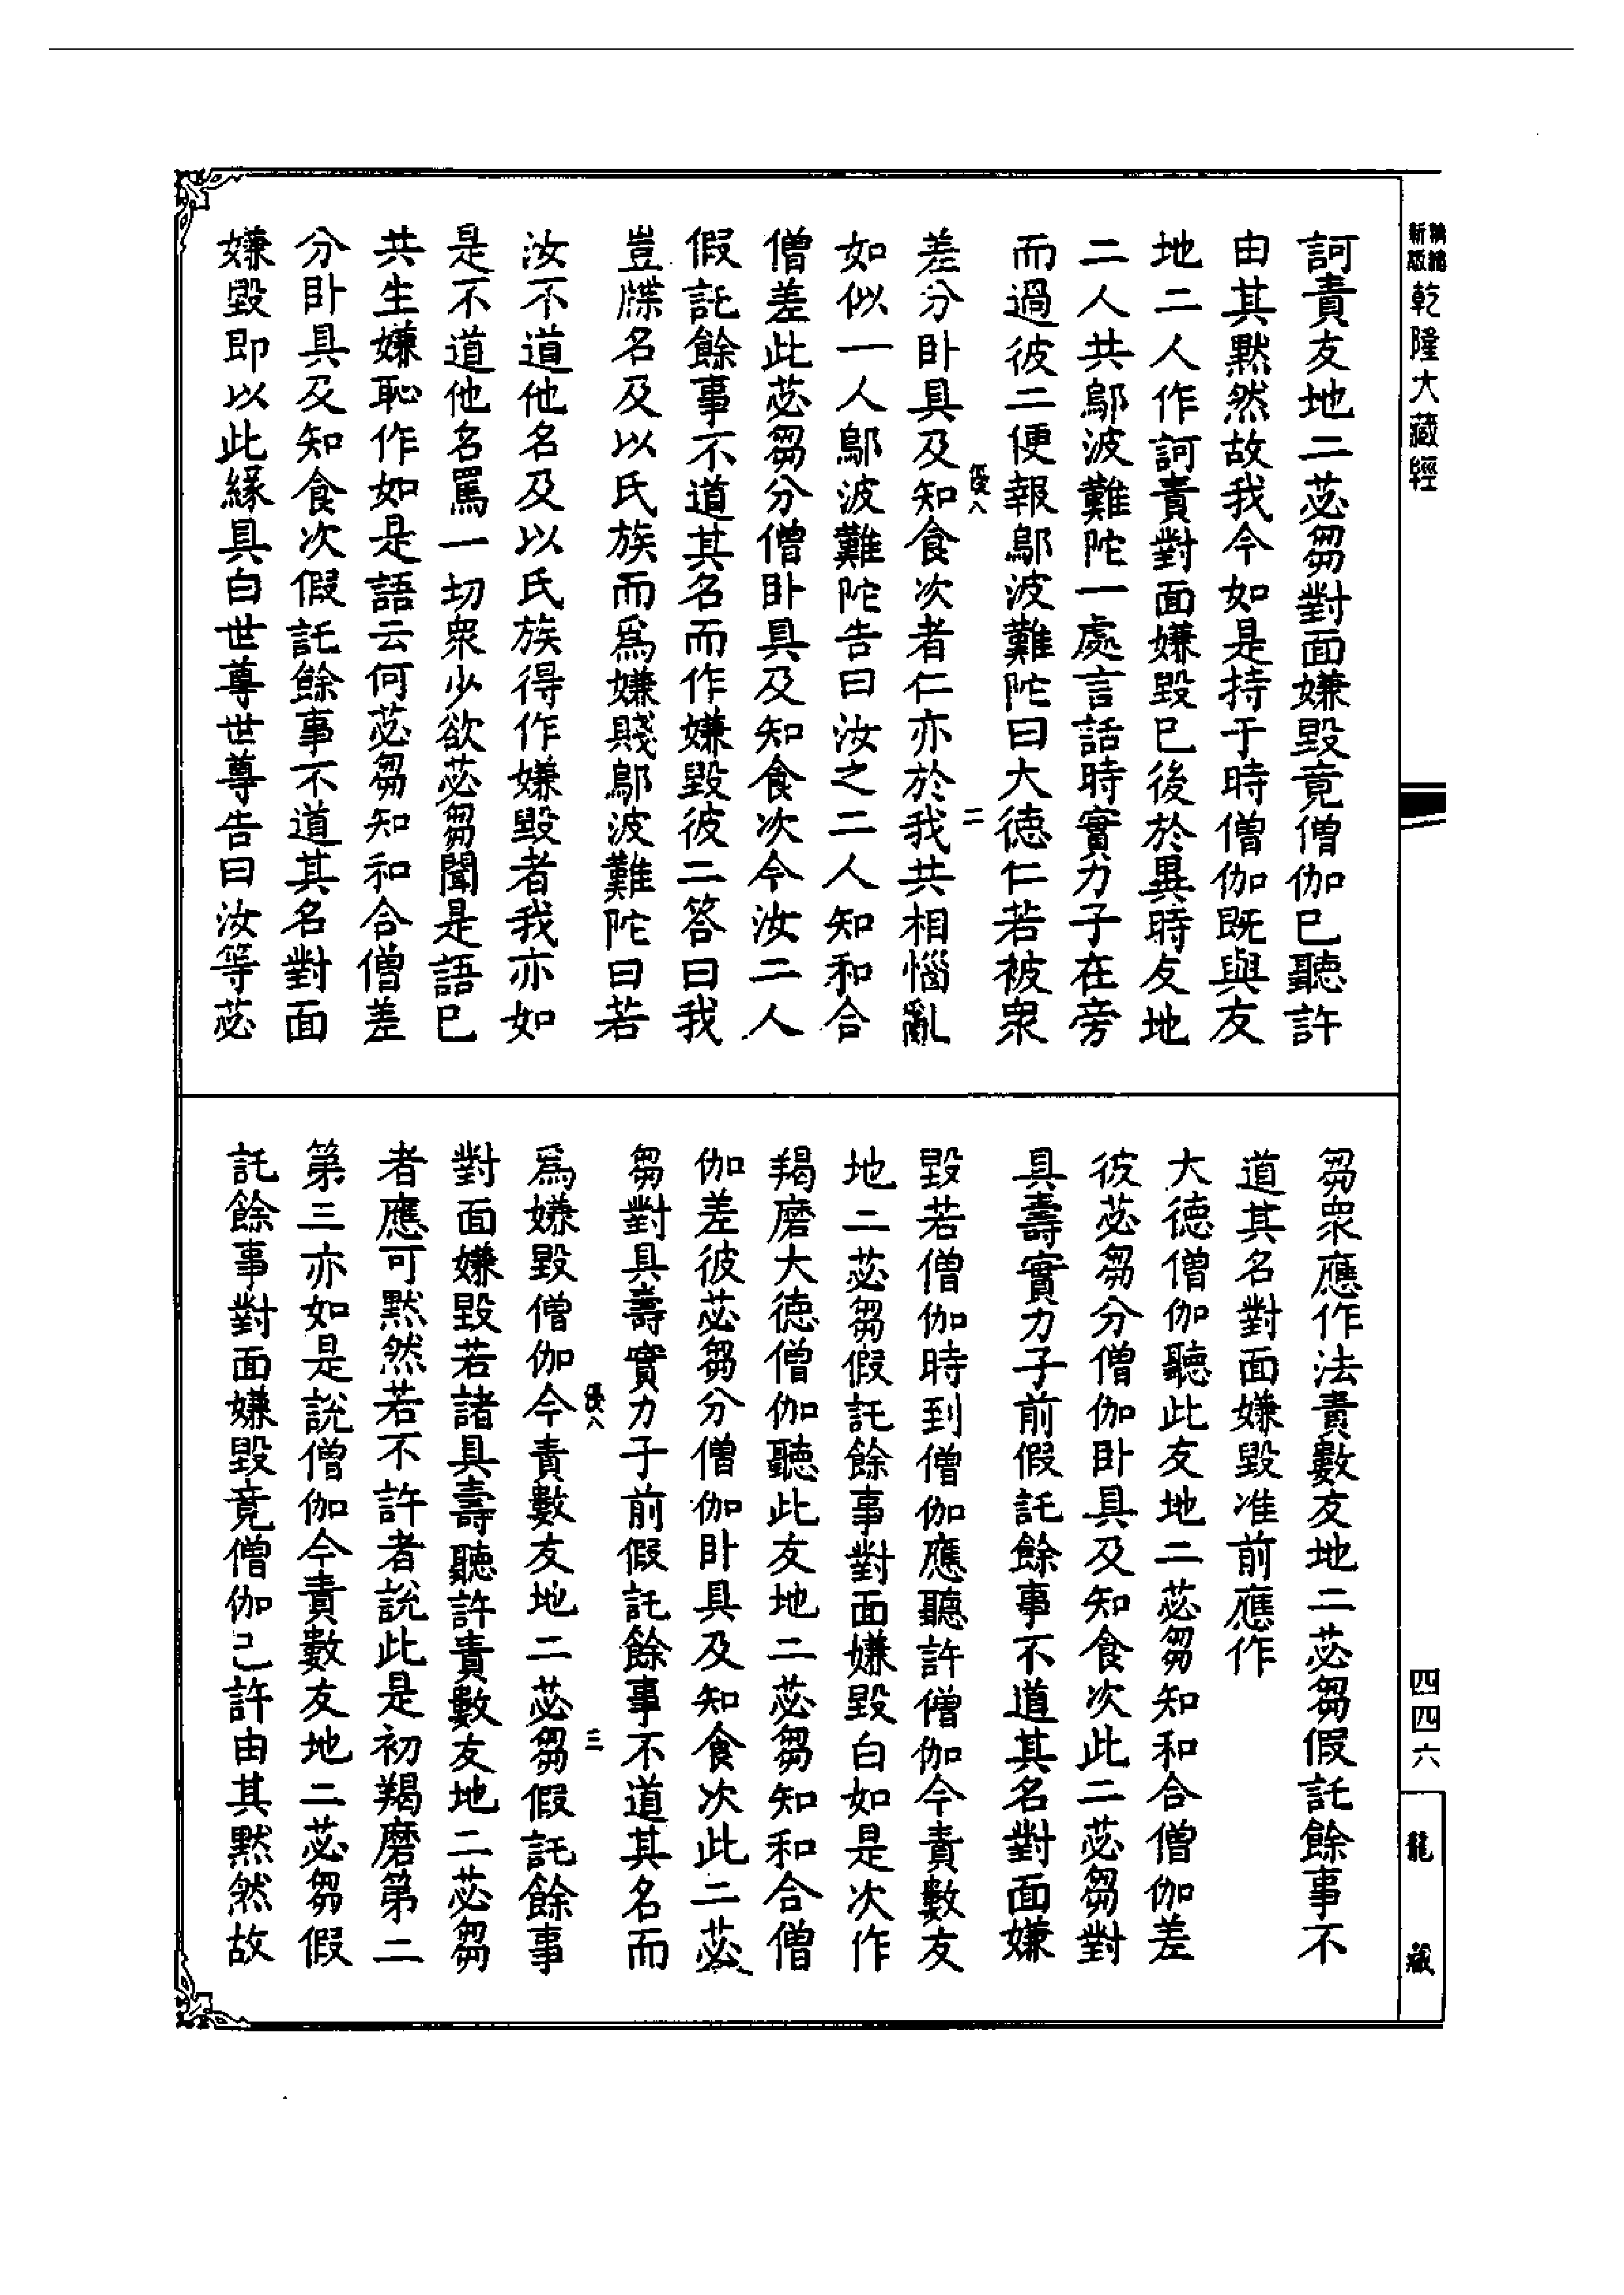 新版
乾隆大藏經
四四六
龍藏
訶責友地二苾芻對面嫌毀竟僧伽已聽許
由其默然故我今如是持于時僧伽既與友
地二人作訶責對面嫌毀已後於異時友地
二人共鄔波難陀一處言話時實力子在旁
而過彼二便報鄔波難陀曰大德仁若被眾
差分臥具及知食次者仁亦於我共相惱亂
如似一人鄔波難陀告曰汝之二人知和合
僧差此苾芻分僧臥具及知食次今汝二人
假託餘事不道其名而作嫌毀彼二答曰我
豈牒名及以氏族而為嫌賤鄔波難陀曰若
汝不道他名及以氏族得作嫌毀者我亦如
是不道他名罵一切眾少欲苾芻聞是語已
共生嫌恥作如是語云何苾芻知和合僧差
分臥具及知食次假託餘事不道其名對面
嫌毀即以此緣具白世尊世尊告曰汝等苾
芻眾應作法責數友地二苾芻假託餘事不
道其名對面嫌毀准前應作
大德僧伽聽此友地二苾芻知和合僧伽差
彼苾芻分僧伽臥具及知食次此二苾芻對
具壽實力子前假託餘事不道其名對面嫌
毀若僧伽時到僧伽應聽許僧伽今責數友
地二苾芻假託餘事對面嫌毀白如是次作
羯磨大德僧伽聽此友地二苾芻知和合僧
伽差彼苾芻分僧伽臥具及知食次此二苾
芻對具壽實力子前假託餘事不道其名而
為嫌毀僧伽今責數友地二苾芻假託餘事
對面嫌毀若諸具壽聽許責數友地二苾芻
者應可默然若不許者說此是初羯磨第二
第三亦如是說僧伽今責數友地二苾芻假
託餘事對面嫌毀竟僧伽已許由其默然故